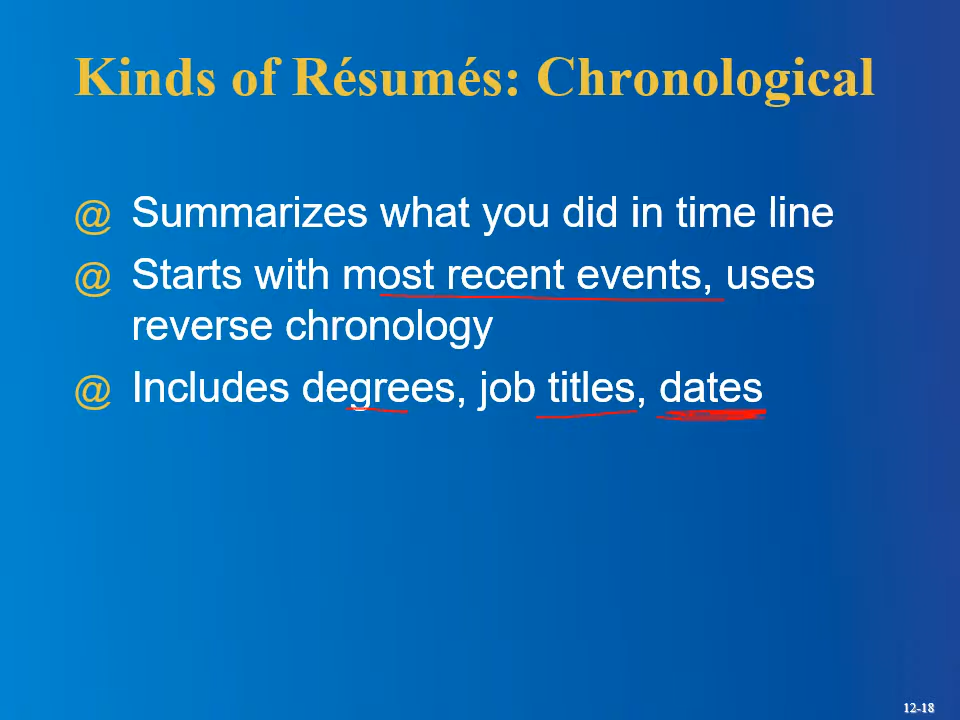 Kinds of Résumés: Chronological
@ Summarizes what you did in time line
@ Starts with most recent events, uses
reverse chronology
@ Includes degrees, job titles, dates
12-18